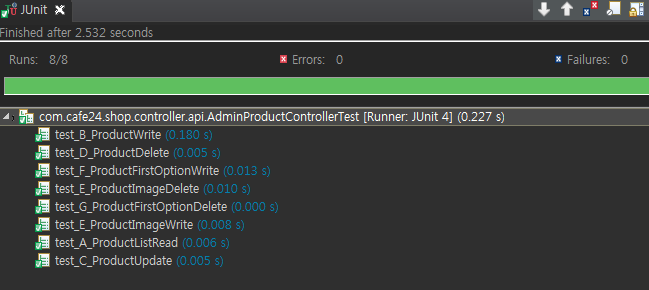 JUnit
Finished after 2.532 seconds
Runs: 8/8 Errors: 0 Failures: 0
com.cafe24.shop.controller.api.AdminProductControllerTest [Runner: JUnit 4] (0.227 s)
test_B_ProductWrite (0.180 s)
test_D_ProductDelete (0.005 s)
test_F_ProductFirstOptionWrite (0.013 s)
test_E_ProductImageDelete (0.010 s)
test_G_ProductFirstOptionDelete (0.000 s)
test_E_ProductImageWrite (0.008 s)
test_A_ProductListRead (0.006 s)
test_C_ProductUpdate (0.005 s)